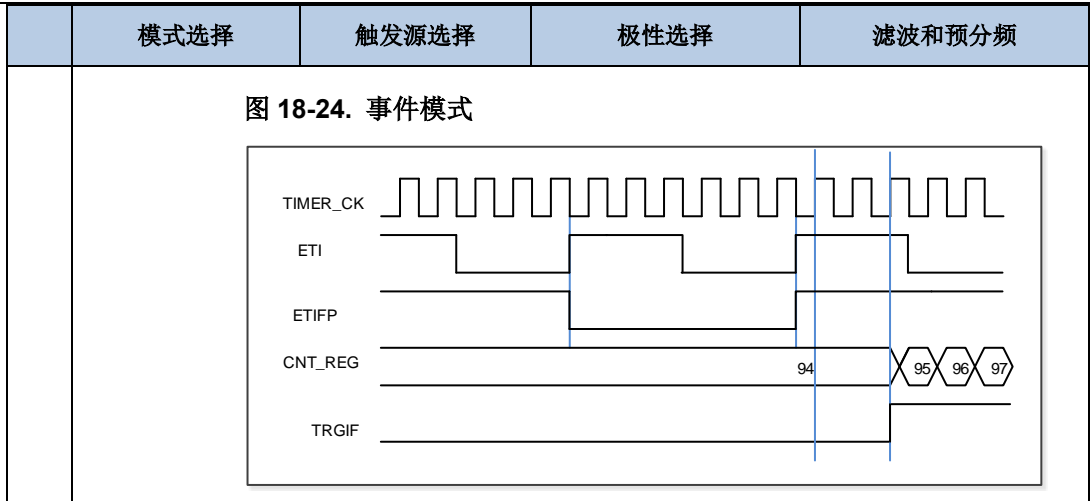 模式选择 触发源选择 极性选择 滤波和预分频
图 18-24. 事件模式
TIMER_CK
ETI
ETIFP
CNT_REG 94 95 96 97
TRGIF